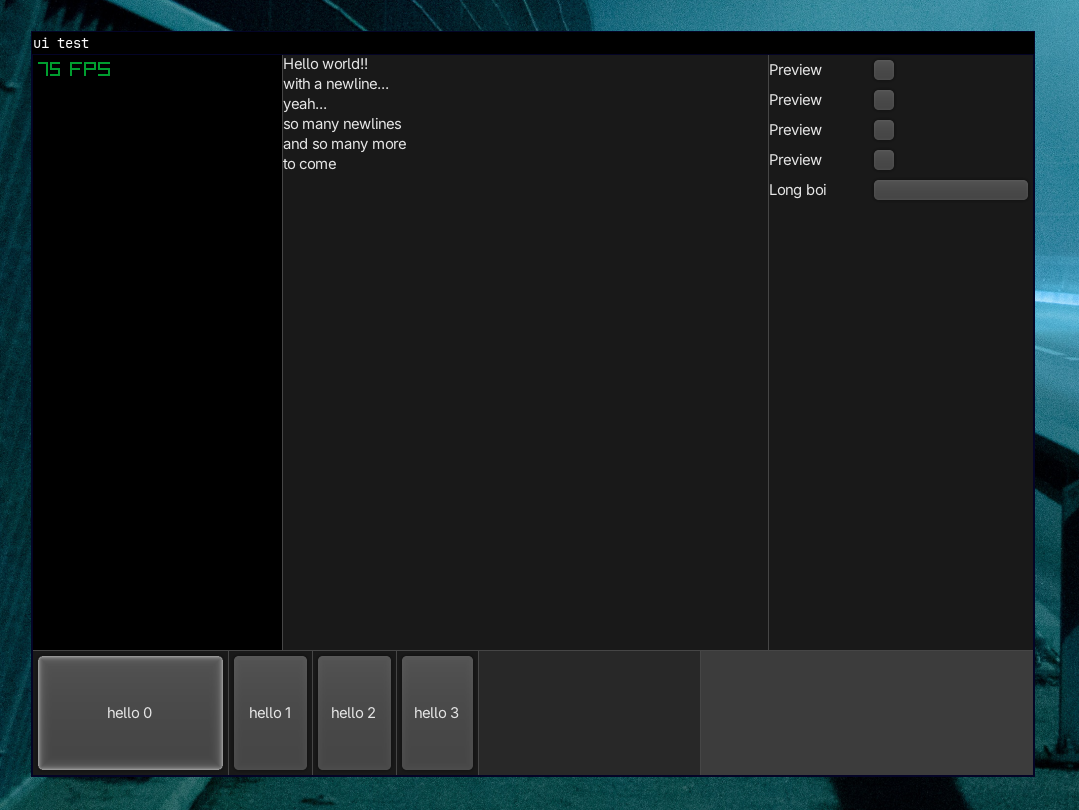 ui test
75 FPS
Hello world!!
with a newline...
yeah...
so many newlines
and so many more
to come
Preview
Preview
Preview
Preview
Long boi
hello 0
hello 1
hello 2
hello 3